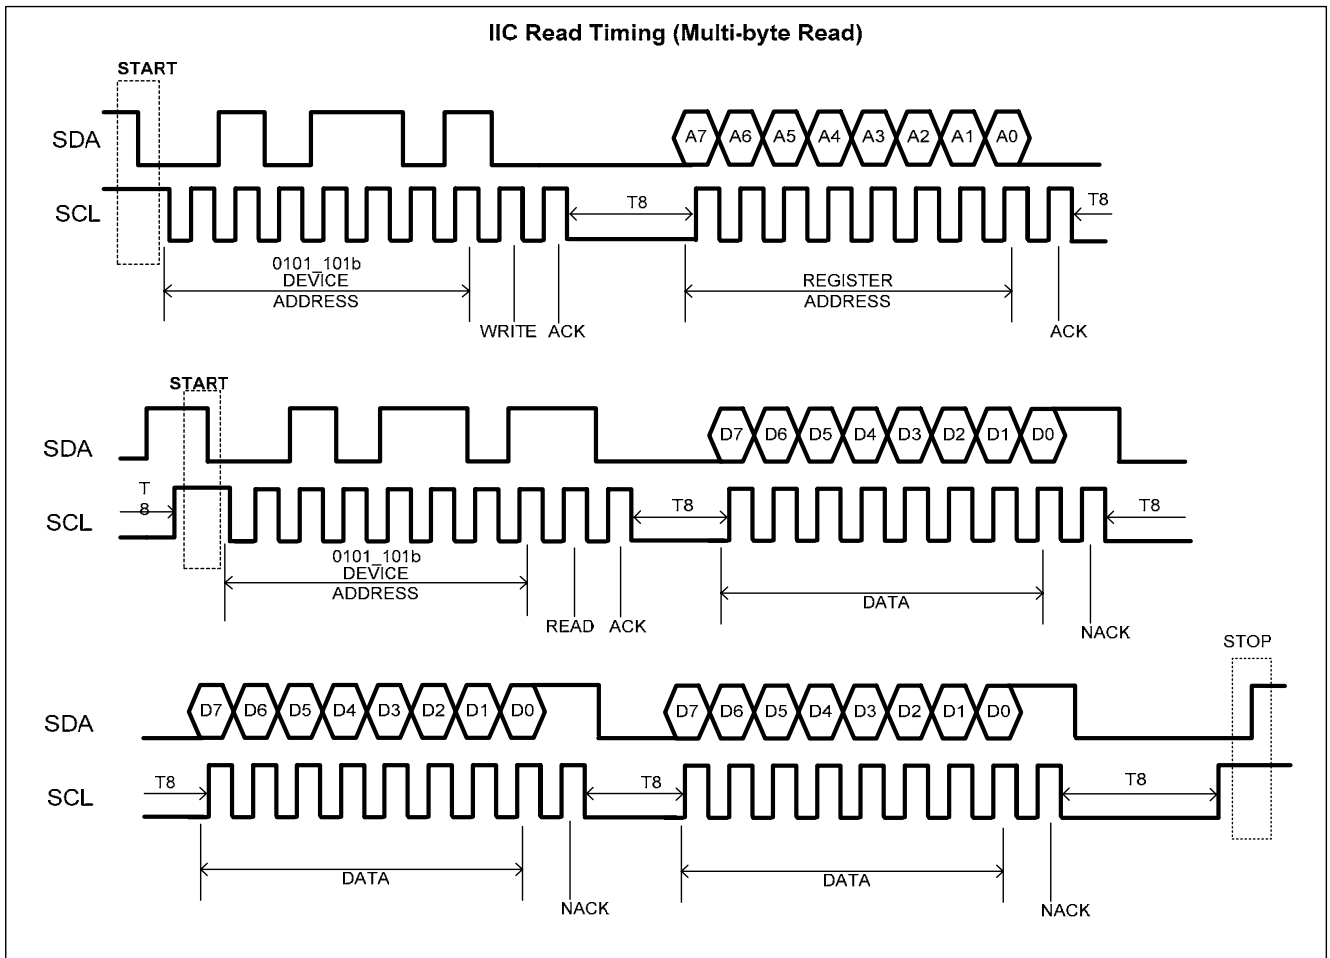 IIC Read Timing (Multi-byte Read)
START
SDA A7 A6 A5 A4 A3 A2 A1 A0
SCL T8 T8
0101_101b
DEVICE
ADDRESS
REGISTER
ADDRESS
WRITE ACK ACK
START
SDA D7 D6 D5 D4 D3 D2 D1 D0
T
8
SCL T8 T8
0101_101b
DEVICE
ADDRESS
DATA
READ ACK NACK
STOP
SDA D7 D6 D5 D4 D3 D2 D1 D0 D7 D6 D5 D4 D3 D2 D1 D0
SCL T8 T8 T8
DATA DATA
NACK NACK